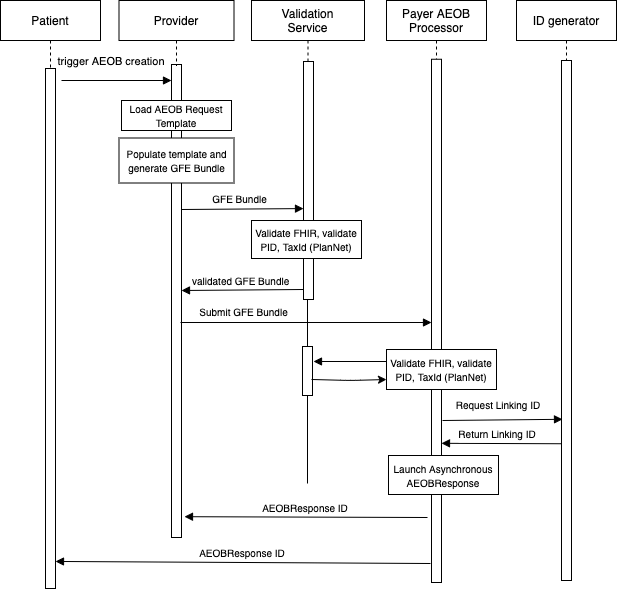 Patient
Provider
Validation
Service
Payer AEOB
Processor
ID generator
trigger AEOB creation
Load AEOB Request
Template
Populate template and
generate GFE Bundle
GFE Bundle
Validate FHIR, validate
PID, TaxId (PlanNet)
validated GFE Bundle
Submit GFE Bundle
Validate FHIR, validate
PID, TaxId (PlanNet)
Request Linking ID
Return Linking ID
Launch Asynchronous
AEOBResponse
AEOBResponse ID
AEOBResponse ID